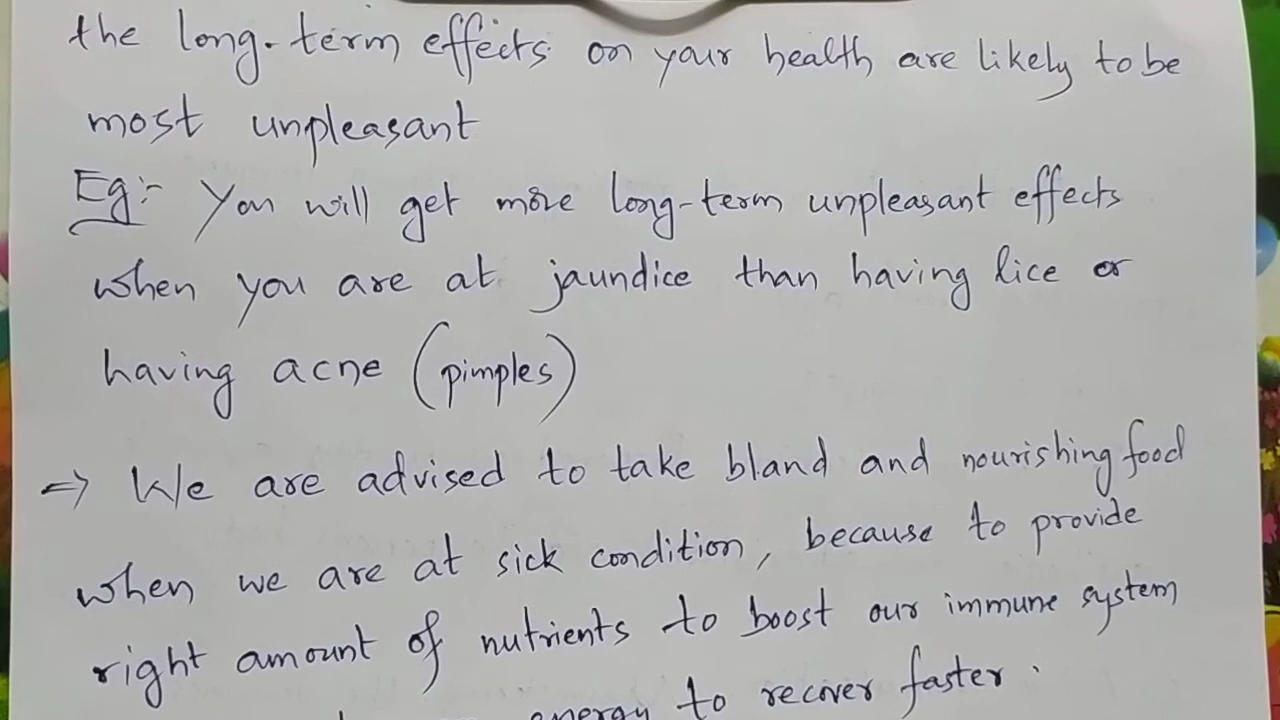 the long-term effects on your health are likely to be
most unpleasant
Eg:- You will get more long-term unpleasant effects
when you are at jaundice than having lice or
having acne (pimples)
=> We are advised to take bland and nourishing food
when we are at sick condition, because to provide
right amount of nutrients to boost our immune system
energy to recover faster.